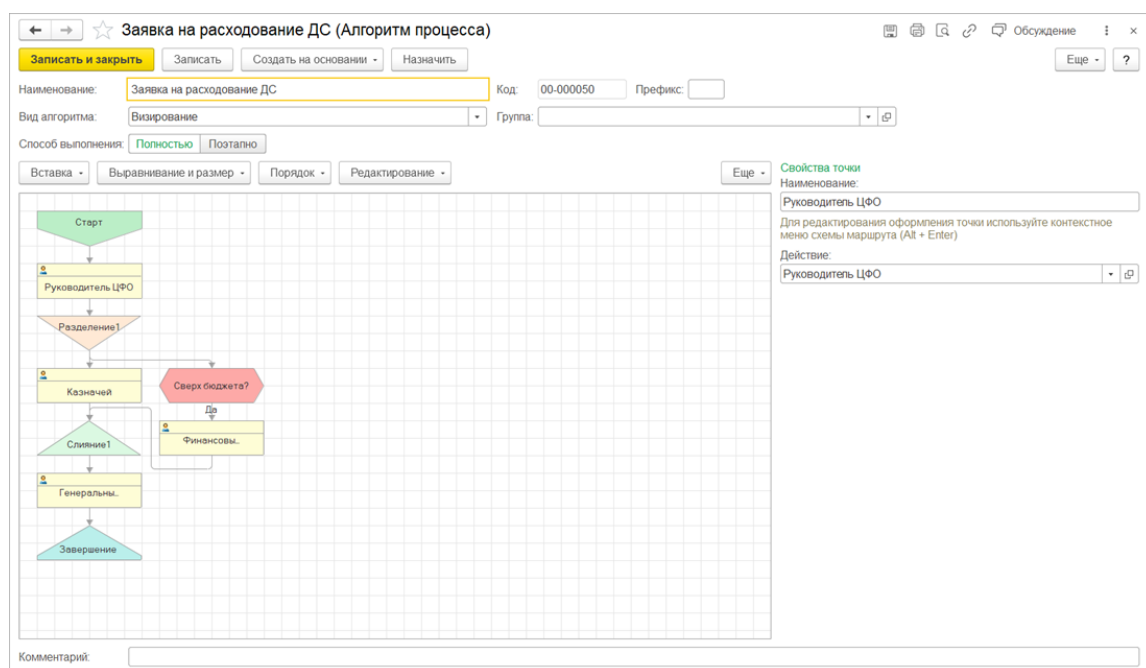 Заявка на расходование ДС (Алгоритм процесса)
Обсуждение
Записать и закрыть Записать Создать на основании Назначить Еще ?
Наименование: Заявка на расходование ДС Код: 00-000050 Префикс:
Вид алгоритма: Визирование Группа:
Способ выполнения: Полностью Поэтапно
Вставка Выравнивание и размер Порядок Редактирование Еще
Свойства точки
Наименование:
Руководитель ЦФО
Для редактирования оформления точки используйте контекстное
меню схемы маршрута (Alt + Enter)
Действие:
Руководитель ЦФО
Старт
Руководитель ЦФО
Разделение1
Казначей
Сверх бюджета?
Да
Слияние1
Финансовы..
Генеральны..
Завершение
Комментарий: